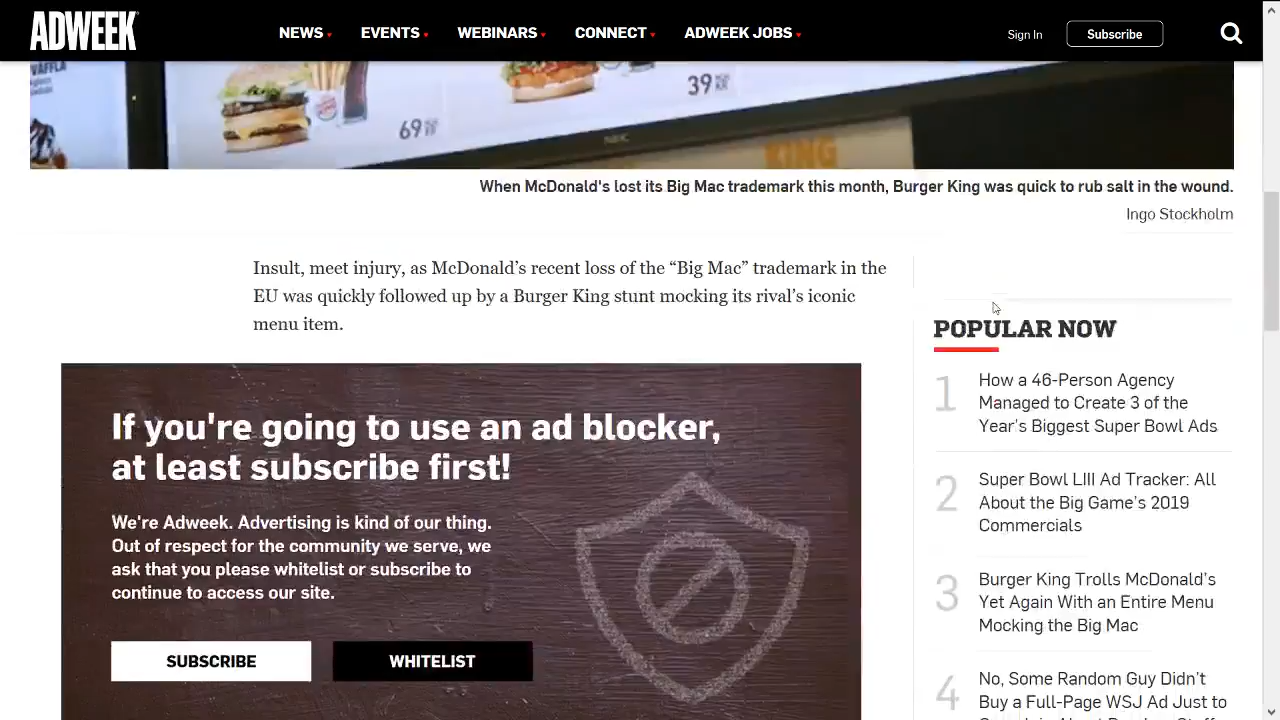 ADWEEK
NEWS
EVENTS
WEBINARS
CONNECT
ADWEEK JOBS
Sign In
Subscribe
69
39
NEC
KING
When McDonald's lost its Big Mac trademark this month, Burger King was quick to rub salt in the wound.
Ingo Stockholm
Insult, meet injury, as McDonald’s recent loss of the “Big Mac” trademark in the
EU was quickly followed up by a Burger King stunt mocking its rival’s iconic
menu item.
If you're going to use an ad blocker,
at least subscribe first!
We're Adweek. Advertising is kind of our thing.
Out of respect for the community we serve, we
ask that you please whitelist or subscribe to
continue to access our site.
SUBSCRIBE
WHITELIST
POPULAR NOW
1
How a 46-Person Agency
Managed to Create 3 of the
Year’s Biggest Super Bowl Ads
2
Super Bowl LIII Ad Tracker: All
About the Big Game’s 2019
Commercials
3
Burger King Trolls McDonald’s
Yet Again With an Entire Menu
Mocking the Big Mac
4
No, Some Random Guy Didn’t
Buy a Full-Page WSJ Ad Just to